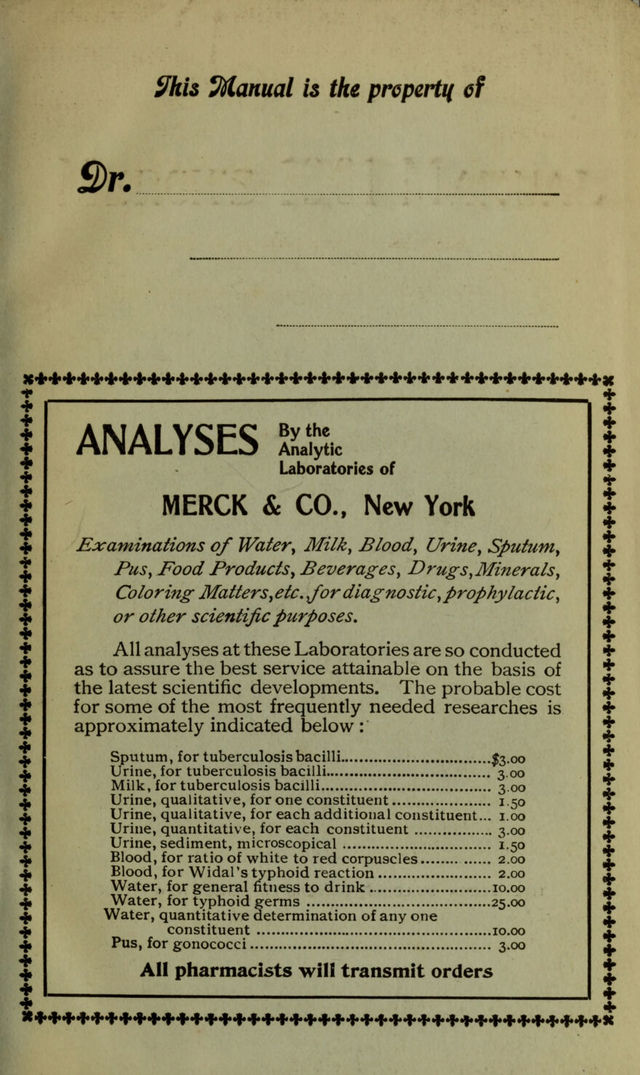 This Manual is the property of
Dr.
ANALYSES By the
Analytic
Laboratories of
MERCK & CO., New York
Examinations of Water, Milk, Blood, Urine, Sputum,
Pus, Food Products, Beverages, Drugs, Minerals,
Coloring Matters, etc., for diagnostic, prophylactic,
or other scientific purposes.
All analyses at these Laboratories are so conducted
as to assure the best service attainable on the basis of
the latest scientific developments. The probable cost
for some of the most frequently needed researches is
approximately indicated below :
Sputum, for tuberculosis bacilli $3.00
Urine, for tuberculosis bacilli 3.00
Milk, for tuberculosis bacilli 3.00
Urine, qualitative, for one constituent 1.50
Urine, qualitative, for each additional constituent 1.00
Urine, quantitative, for each constituent 3.00
Urine, sediment, microscopical 1.50
Blood, for ratio of white to red corpuscles 2.00
Blood, for Widal's typhoid reaction 2.00
Water, for general fitness to drink 10.00
Water, for typhoid germs 25.00
Water, quantitative determination of any one
constituent 10.00
Pus, for gonococci 3.00
All pharmacists will transmit orders